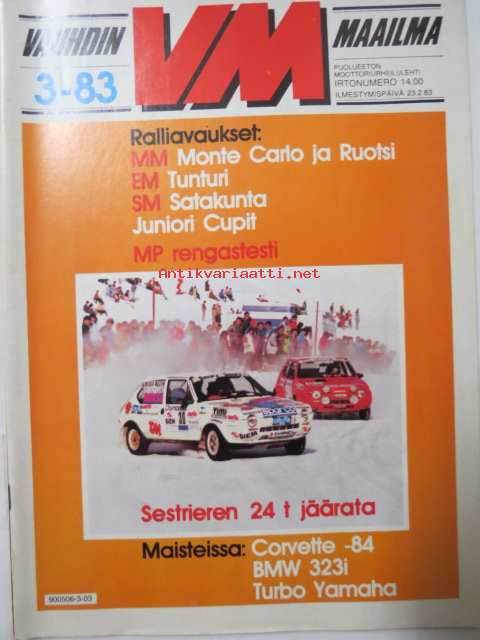 VAUHDIN
VM
MAAILMA
3-83
PUOLUEETON
MOOTTORIURHEILULEHTI
IRTONUMERO 14,00
ILMESTYMISPÄIVÄ 23.2.83
Ralliavaukset:
MM Monte Carlo ja Ruotsi
EM Tunturi
SM Satakunta
Juniori Cupit
MP rengastesti
Antikvariaatti.net
Sestrieren 24 t jäärata
Maisteissa: Corvette -84
BMW 323i
Turbo Yamaha
900506-3-03